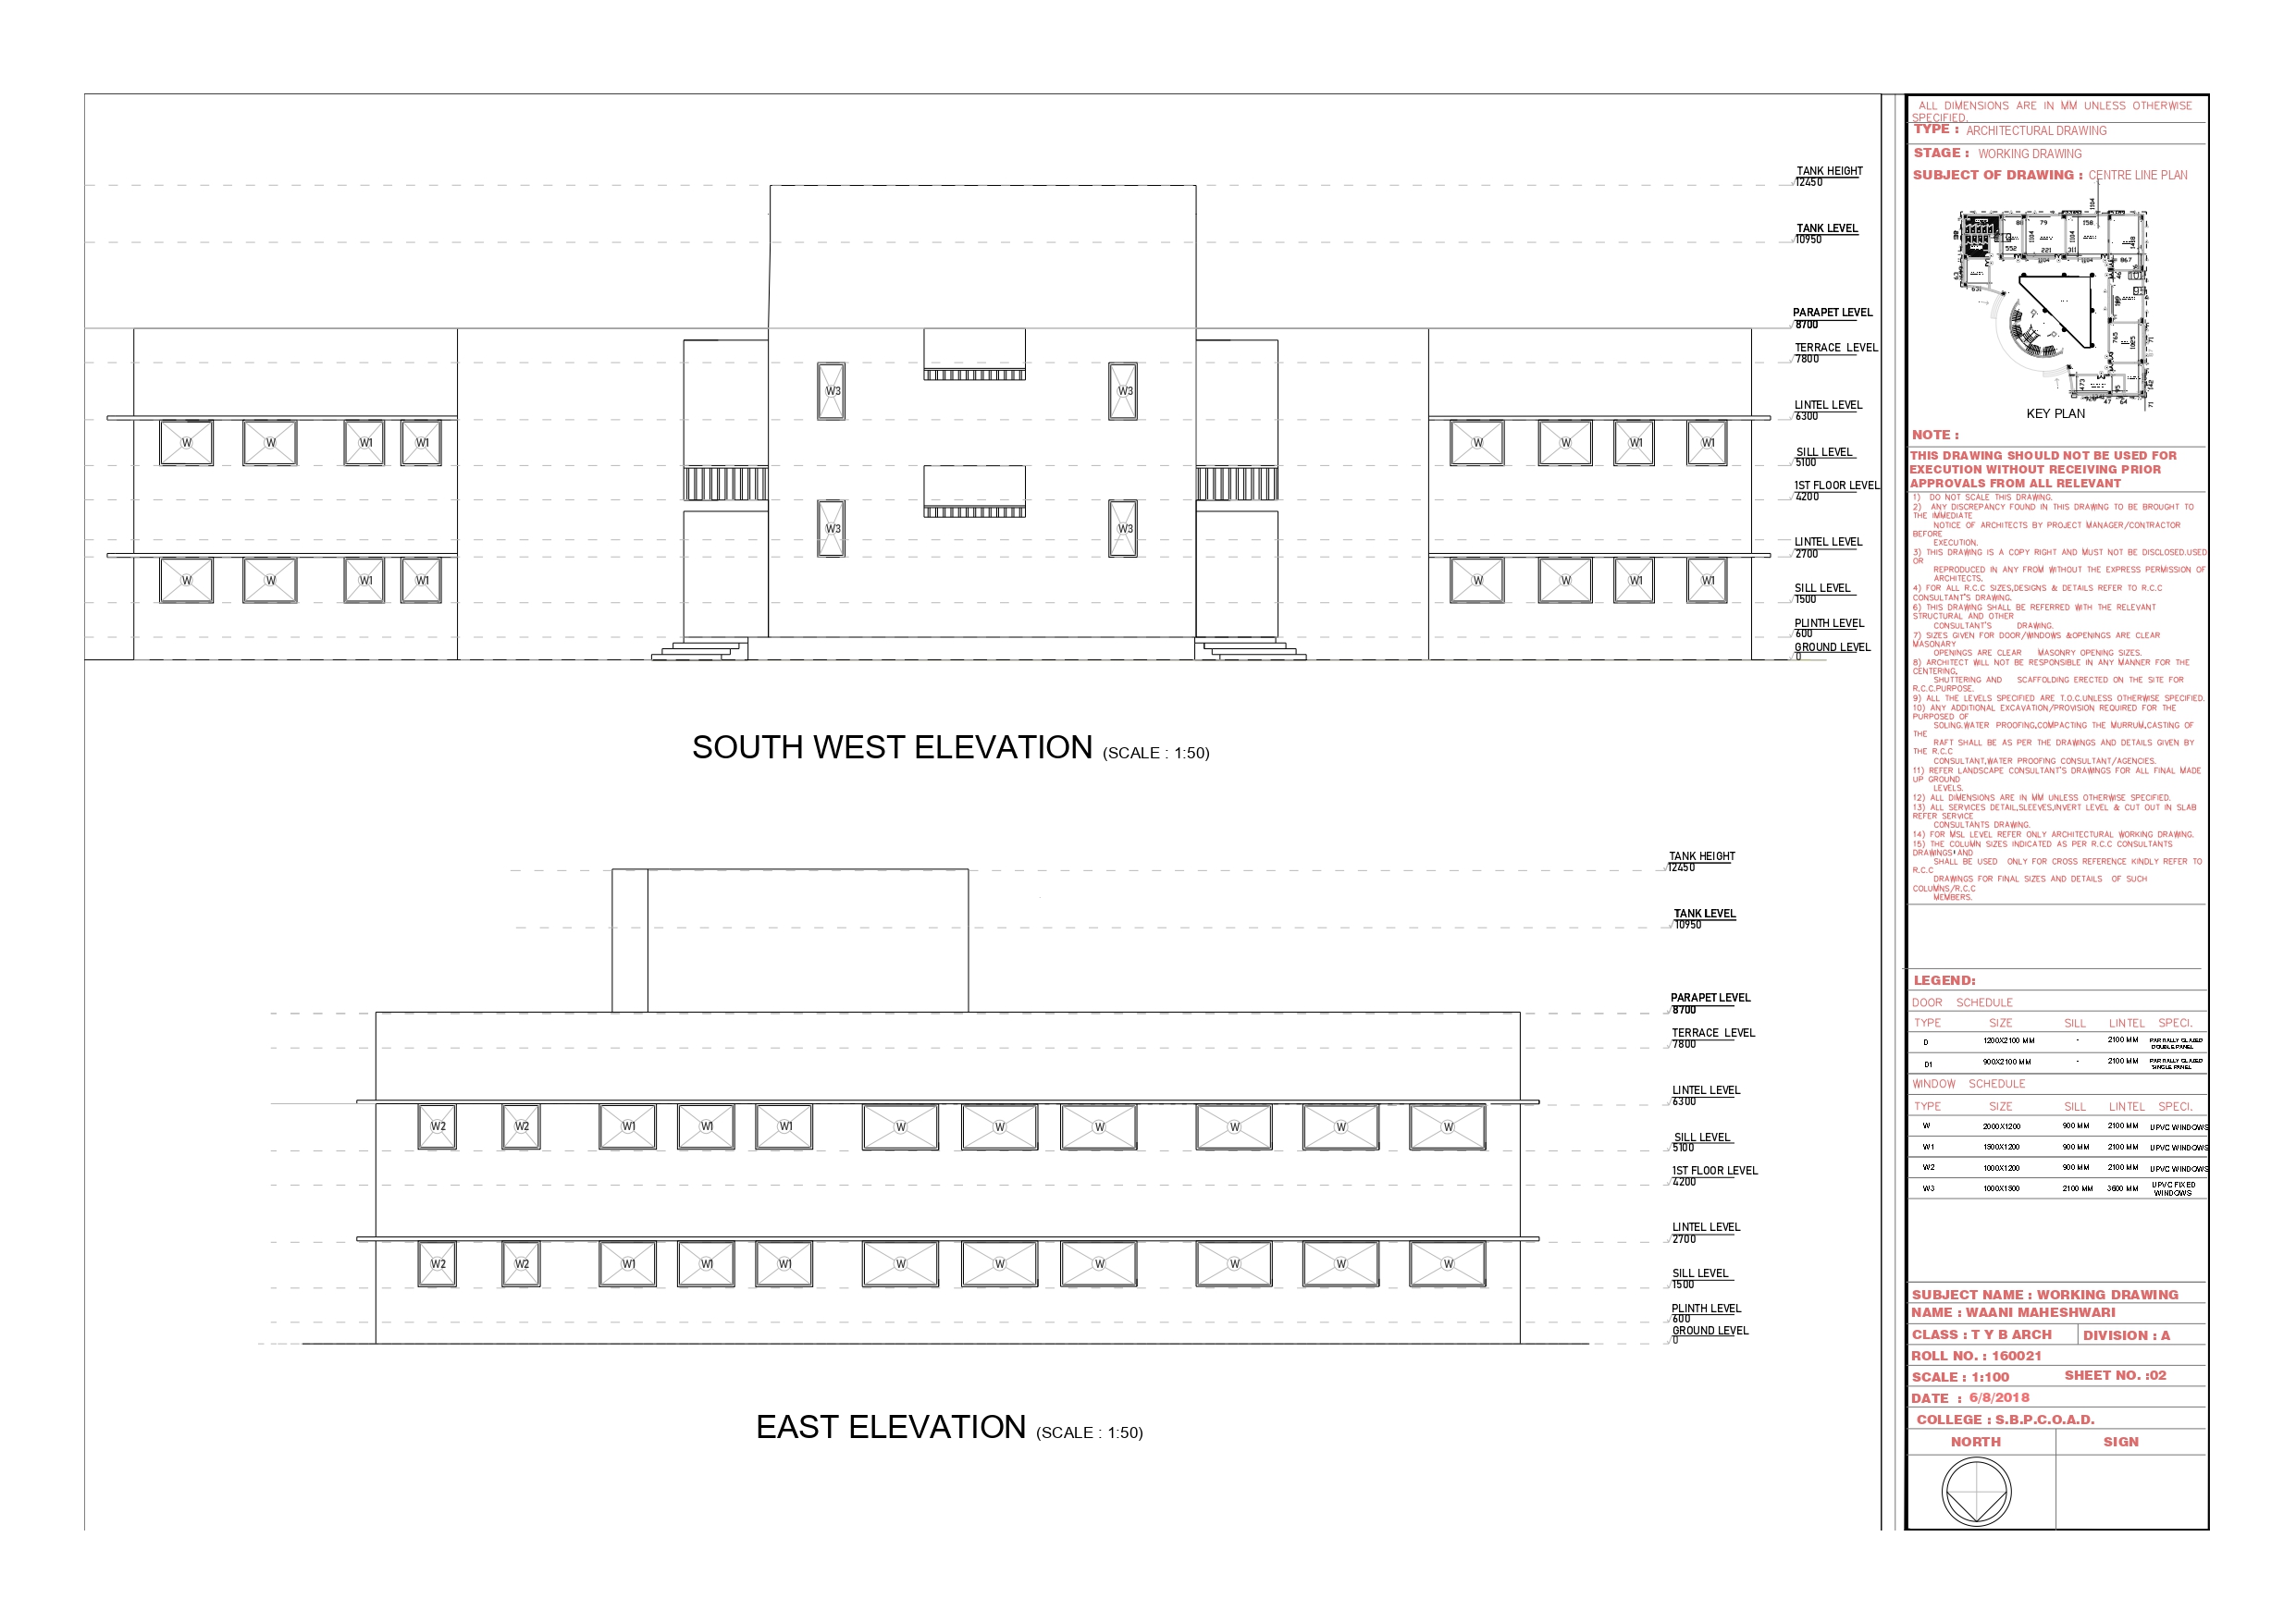 TANK HEIGHT
12450
TANK LEVEL
10950
PARAPET LEVEL
8700
TERRACE LEVEL
7800
LINTEL LEVEL
6300
SILL LEVEL
5100
1ST FLOOR LEVEL
4200
LINTEL LEVEL
2700
SILL LEVEL
1500
PLINTH LEVEL
600
GROUND LEVEL
0
W3 W3
W W W1 W1 W W W1 W1
W3 W3
W W W1 W1 W W W1 W1
SOUTH WEST ELEVATION (SCALE : 1:50)
TANK HEIGHT
12450
TANK LEVEL
10950
PARAPET LEVEL
8700
TERRACE LEVEL
7800
LINTEL LEVEL
6300
SILL LEVEL
5100
1ST FLOOR LEVEL
4200
LINTEL LEVEL
2700
SILL LEVEL
1500
PLINTH LEVEL
600
GROUND LEVEL
0
W2 W2 W1 W1 W1 W W W W W W
W2 W2 W1 W1 W1 W W W W W W
EAST ELEVATION (SCALE : 1:50)
ALL DIMENSIONS ARE IN MM UNLESS OTHERWISE
SPECIFIED.
TYPE : ARCHITECTURAL DRAWING
STAGE : WORKING DRAWING
SUBJECT OF DRAWING : CENTRE LINE PLAN
KEY PLAN
NOTE :
THIS DRAWING SHOULD NOT BE USED FOR
EXECUTION WITHOUT RECEIVING PRIOR
APPROVALS FROM ALL RELEVANT
1) DO NOT SCALE THIS DRAWING.
2) ANY DISCREPANCY FOUND IN THIS DRAWING TO BE BROUGHT TO
THE IMMEDIATE
NOTICE OF ARCHITECTS BY PROJECT MANAGER/CONTRACTOR
BEFORE
EXECUTION.
3) THIS DRAWING IS A COPY RIGHT AND MUST NOT BE DISCLOSED,USED
OR
REPRODUCED IN ANY FROM WITHOUT THE EXPRESS PERMISSION OF
ARCHITECTS.
4) FOR ALL R.C.C SIZES,DESIGNS & DETAILS REFER TO R.C.C
CONSULTANT'S DRAWING.
6) THIS DRAWING SHALL BE REFERRED WITH THE RELEVANT
STRUCTURAL AND OTHER
CONSULTANT'S DRAWING.
7) SIZES GIVEN FOR DOOR/WINDOWS &OPENINGS ARE CLEAR
MASONARY
OPENINGS ARE CLEAR MASONRY OPENING SIZES.
8) ARCHITECT WILL NOT BE RESPONSIBLE IN ANY MANNER FOR THE
CENTERING,
SHUTTERING AND SCAFFOLDING ERECTED ON THE SITE FOR
R.C.C.PURPOSE.
9) ALL THE LEVELS SPECIFIED ARE T.O.C.UNLESS OTHERWISE SPECIFIED.
10) ANY ADDITIONAL EXCAVATION/PROVISION REQUIRED FOR THE
PURPOSED OF
SOLING.WATER PROOFING,COMPACTING THE MURRUM,CASTING OF
THE
RAFT SHALL BE AS PER THE DRAWINGS AND DETAILS GIVEN BY
THE R.C.C
CONSULTANT,WATER PROOFING CONSULTANT/AGENCIES.
11) REFER LANDSCAPE CONSULTANT'S DRAWINGS FOR ALL FINAL MADE
UP GROUND
LEVELS.
12) ALL DIMENSIONS ARE IN MM UNLESS OTHERWISE SPECIFIED.
13) ALL SERVICES DETAIL,SLEEVES,INVERT LEVEL & CUT OUT IN SLAB
REFER SERVICE
CONSULTANTS DRAWING.
14) FOR MSL LEVEL REFER ONLY ARCHITECTURAL WORKING DRAWING.
15) THE COLUMN SIZES INDICATED AS PER R.C.C CONSULTANTS
DRAWINGS'AND
SHALL BE USED ONLY FOR CROSS REFERENCE KINDLY REFER TO
R.C.C
DRAWINGS FOR FINAL SIZES AND DETAILS OF SUCH
COLUMNS/R.C.C
MEMBERS.
LEGEND:
DOOR SCHEDULE
TYPE SIZE SILL LINTEL SPECI.
D 1200X2100 MM - 2100 MM PARTIALLY GLAZED
DOUBLE PANEL
D1 900X2100 MM - 2100 MM PARTIALLY GLAZED
SINGLE PANEL
WINDOW SCHEDULE
TYPE SIZE SILL LINTEL SPECI.
W 2000X1200 900 MM 2100 MM UPVC WINDOWS
W1 1500X1200 900 MM 2100 MM UPVC WINDOWS
W2 1000X1200 900 MM 2100 MM UPVC WINDOWS
W3 1000X1500 2100 MM 3600 MM UPVC FIXED
WINDOWS
SUBJECT NAME : WORKING DRAWING
NAME : WAANI MAHESHWARI
CLASS : T Y B ARCH DIVISION : A
ROLL NO. : 160021
SCALE : 1:100 SHEET NO. :02
DATE : 6/8/2018
COLLEGE : S.B.P.C.O.A.D.
NORTH SIGN